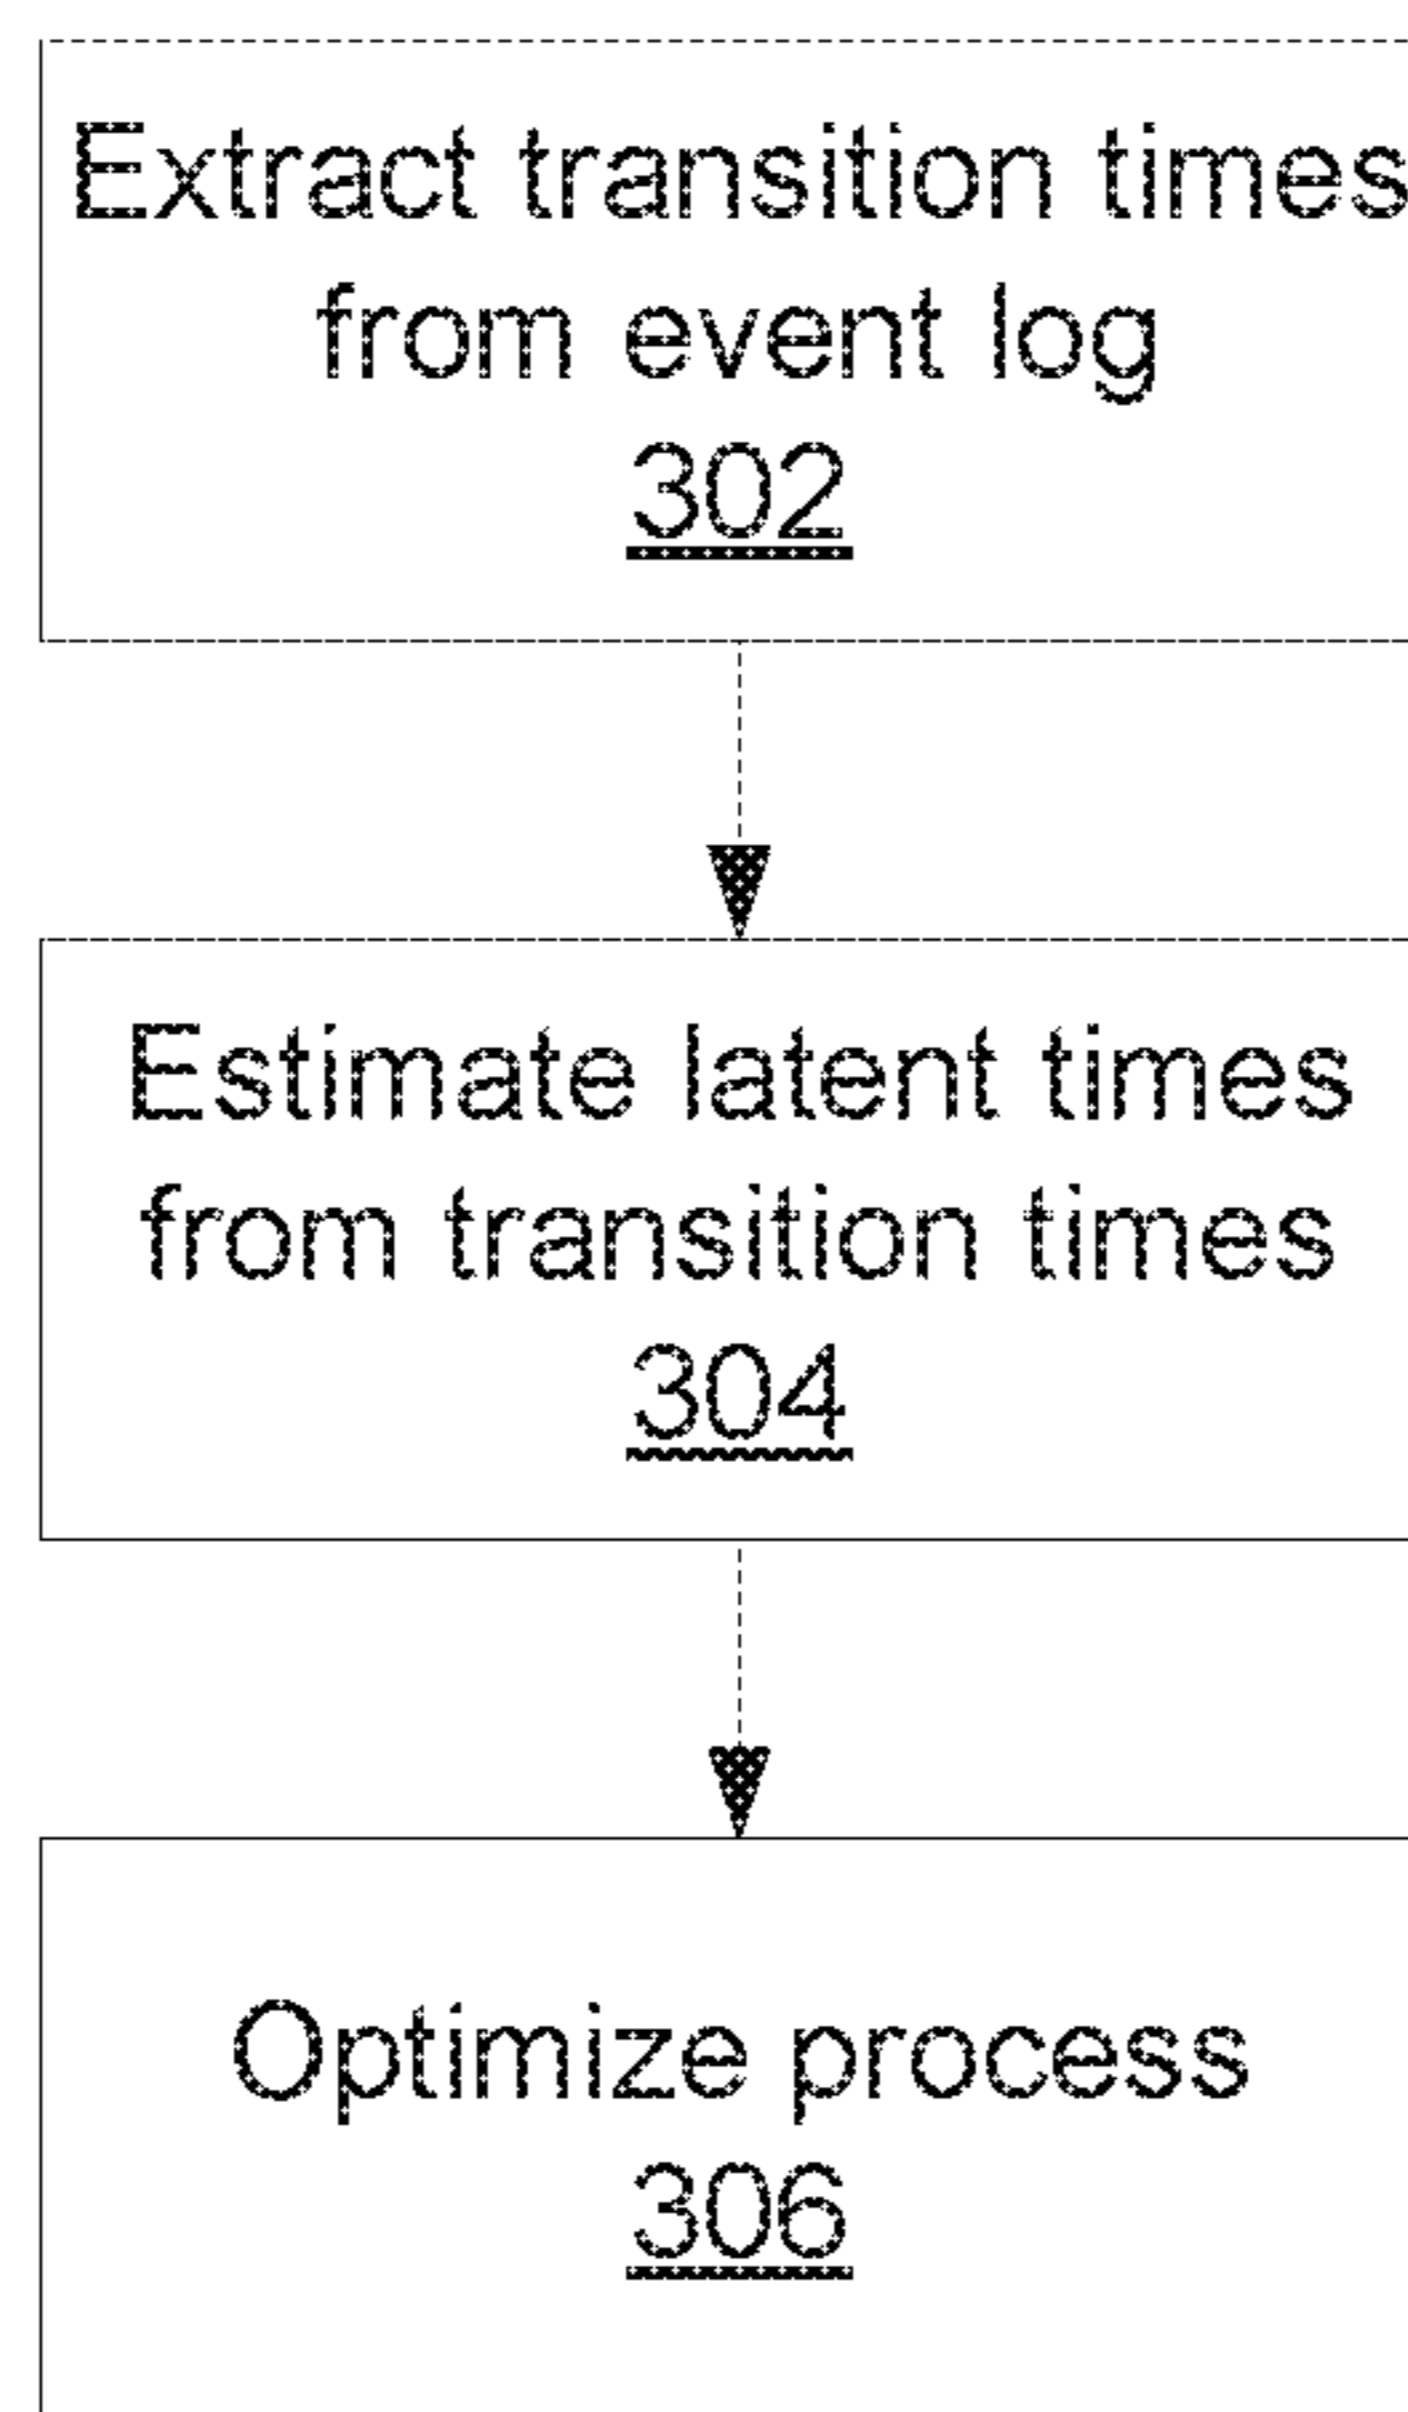 Extract transition times
from event log
302
Estimate latent times
from transition times
304
Optimize process
306